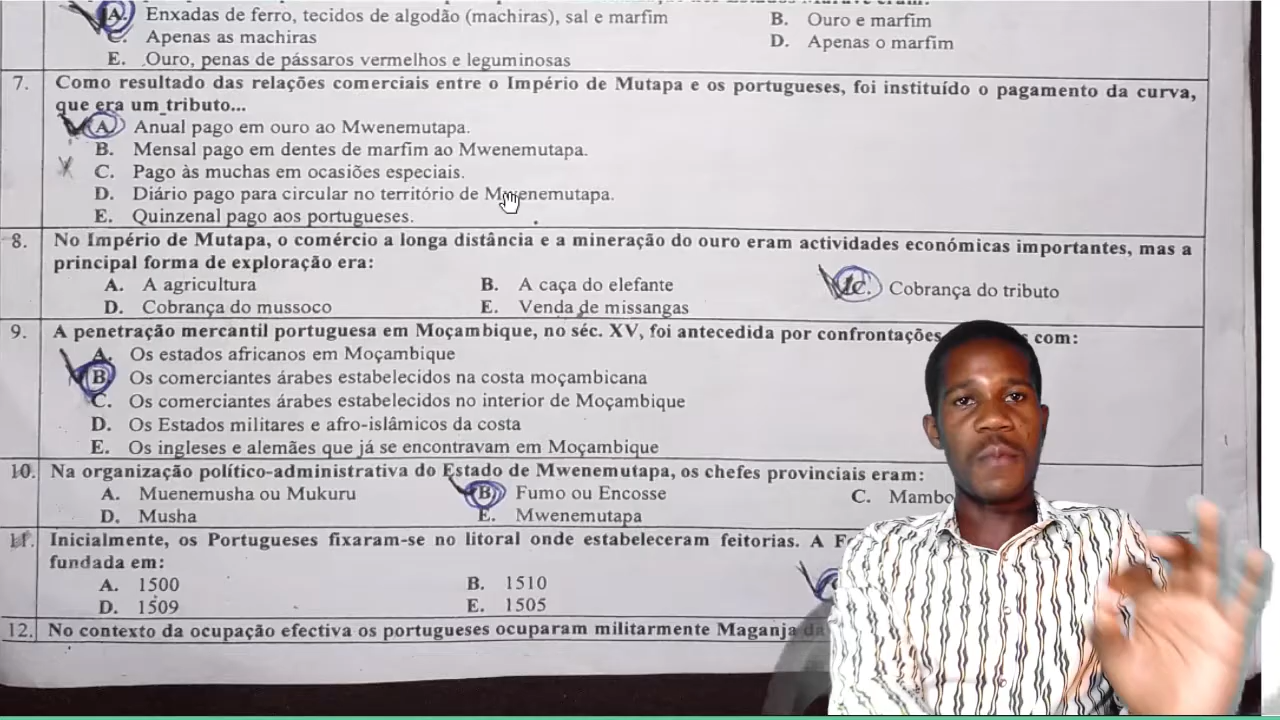 A. Enxadas de ferro, tecidos de algodão (machiras), sal e marfim B. Ouro e marfim
C. Apenas as machiras D. Apenas o marfim
E. Ouro, penas de pássaros vermelhos e leguminosas
7. Como resultado das relações comerciais entre o Império de Mutapa e os portugueses, foi instituído o pagamento da curva,
que era um tributo...
A. Anual pago em ouro ao Mwenemutapa.
B. Mensal pago em dentes de marfim ao Mwenemutapa.
C. Pago às muchas em ocasiões especiais.
D. Diário pago para circular no território de Mwenemutapa.
E. Quinzenal pago aos portugueses.
8. No Império de Mutapa, o comércio a longa distância e a mineração do ouro eram actividades económicas importantes, mas a
principal forma de exploração era:
A. A agricultura B. A caça do elefante C. Cobrança do tributo
D. Cobrança do mussoco E. Venda de missangas
9. A penetração mercantil portuguesa em Moçambique, no séc. XV, foi antecedida por confrontações com:
A. Os estados africanos em Moçambique
B. Os comerciantes árabes estabelecidos na costa moçambicana
C. Os comerciantes árabes estabelecidos no interior de Moçambique
D. Os Estados militares e afro-islâmicos da costa
E. Os ingleses e alemães que já se encontravam em Moçambique
10. Na organização político-administrativa do Estado de Mwenemutapa, os chefes provinciais eram:
A. Muenemusha ou Mukuru B. Fumo ou Encosse C. Mambo
D. Musha E. Mwenemutapa
11. Inicialmente, os Portugueses fixaram-se no litoral onde estabeleceram feitorias. A
fundada em:
A. 1500 B. 1510
D. 1509 E. 1505
12. No contexto da ocupação efectiva os portugueses ocuparam militarmente Maganja da